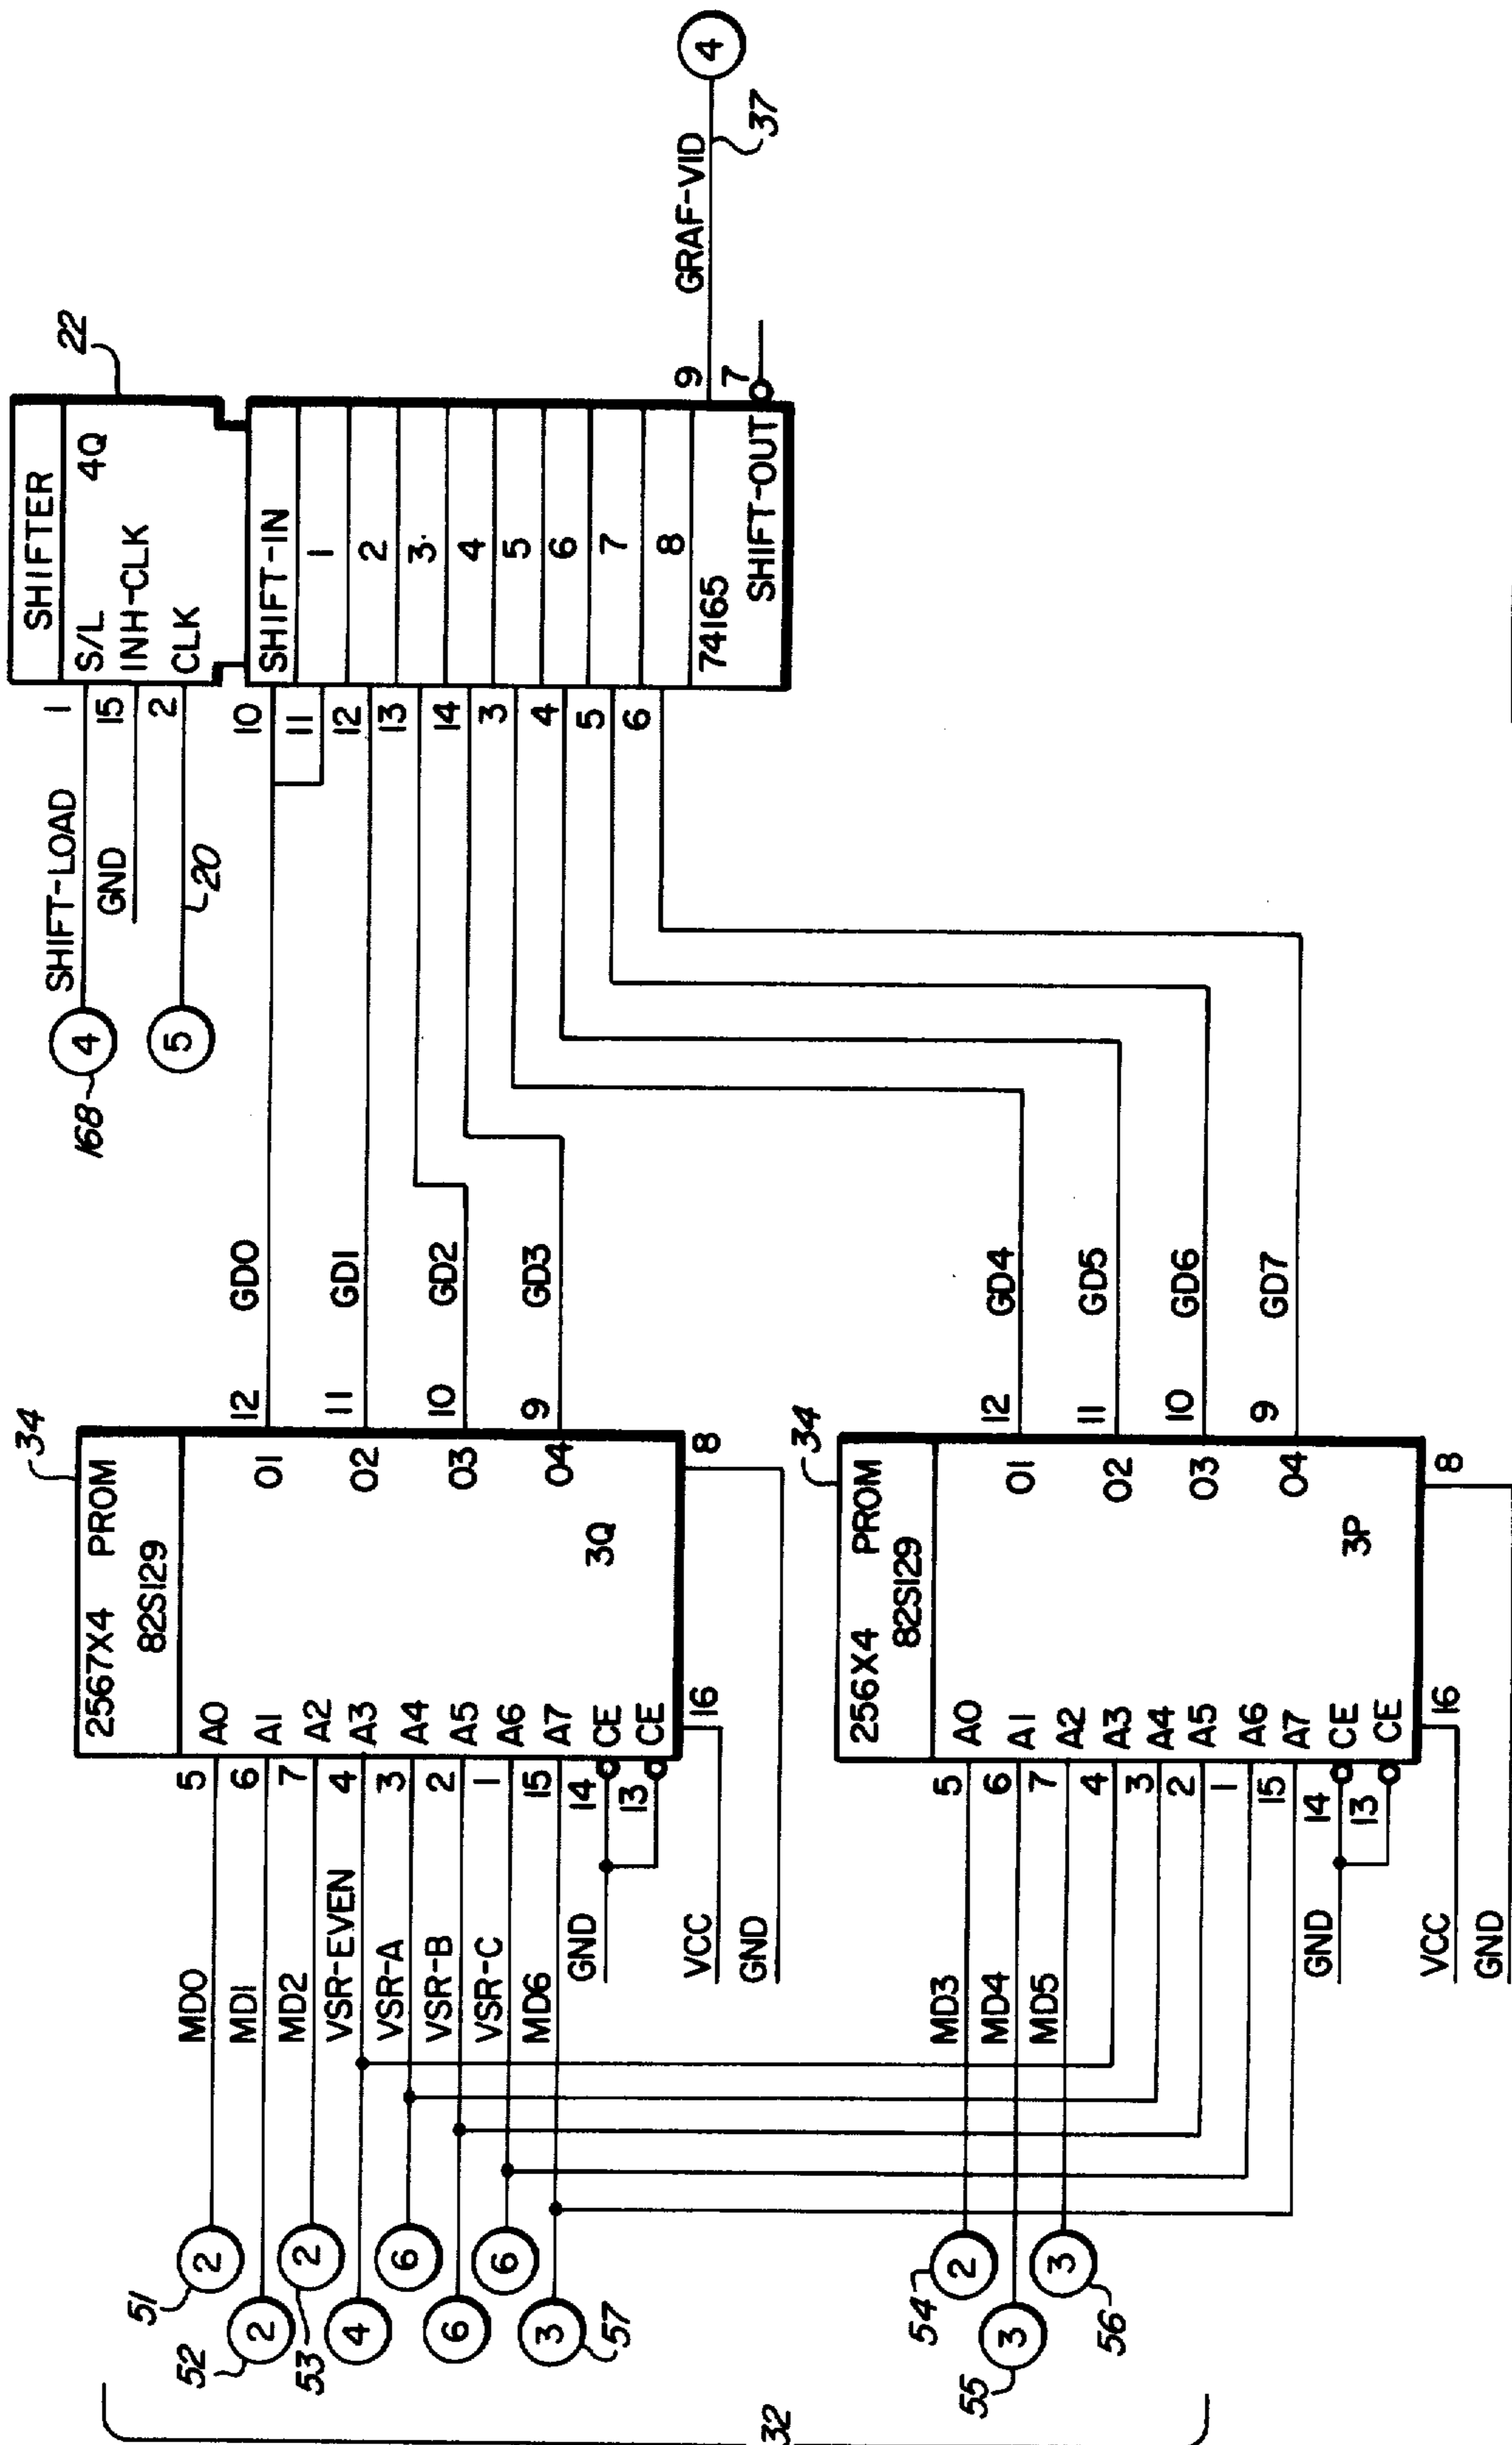 SHIFTER
S/L 4Q
INH-CLK
CLK
22
1
15
2
SHIFT-LOAD
GND
4
168
5
20
SHIFT-IN
1
2
3
4
5
6
7
8
74165
SHIFT-OUT
10
11
12
13
14
3
4
5
6
9
7
GRAF-VID
37
4
34
2567X4 PROM
82S129
A0
A1
A2
A3
A4
A5
A6
A7
CE
CE
O1
O2
O3
O4
3Q
12
11
10
9
GD0
GD1
GD2
GD3
8
16
5
6
7
4
3
2
1
15
14
13
MD0
MD1
MD2
VSR-EVEN
VSR-A
VSR-B
VSR-C
MD6
GND
VCC
GND
2
2
2
4
6
6
6
3
51
52
53
57
34
256X4 PROM
82S129
A0
A1
A2
A3
A4
A5
A6
A7
CE
CE
O1
O2
O3
O4
3P
12
11
10
9
GD4
GD5
GD6
GD7
8
16
5
6
7
4
3
2
1
15
14
13
MD3
MD4
MD5
GND
VCC
GND
2
3
3
54
55
56
32